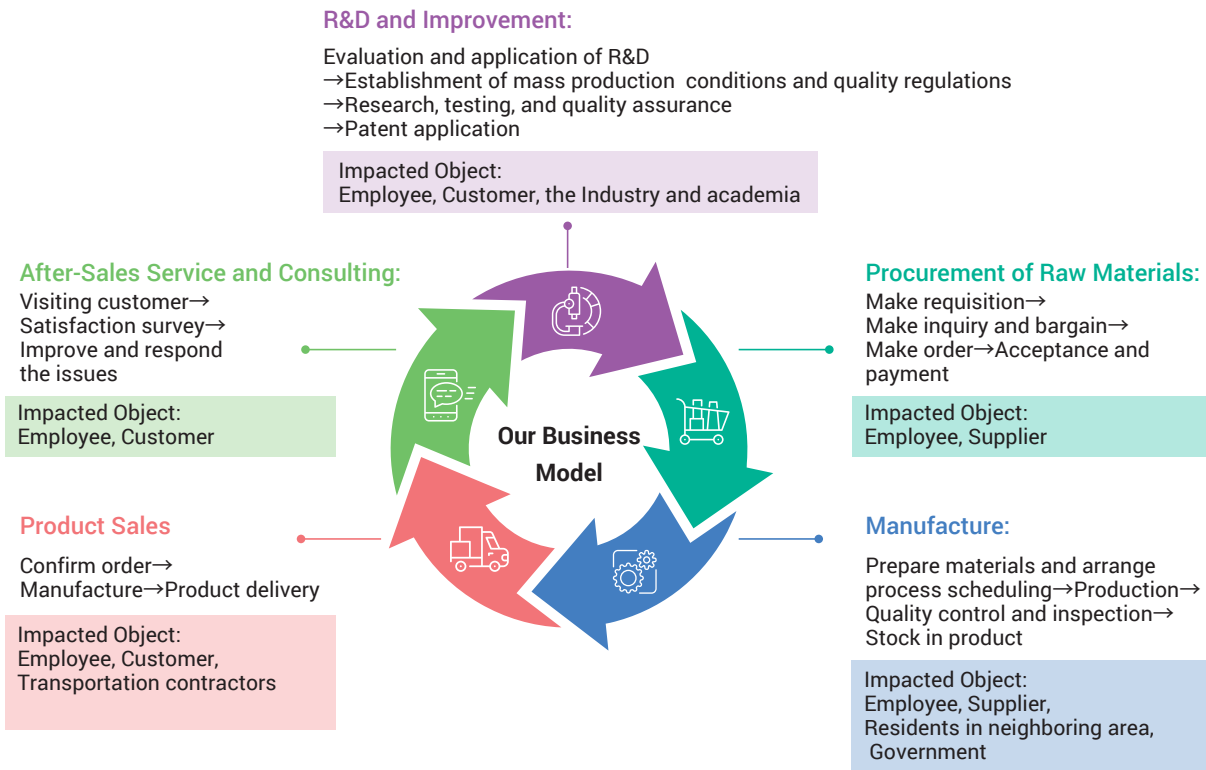 R&D and Improvement:
Evaluation and application of R&D
→Establishment of mass production conditions and quality regulations
→Research, testing, and quality assurance
→Patent application
Impacted Object:
Employee, Customer, the Industry and academia
After-Sales Service and Consulting:
Visiting customer→
Satisfaction survey→
Improve and respond
the issues
Impacted Object:
Employee, Customer
Procurement of Raw Materials:
Make requisition→
Make inquiry and bargain→
Make order→Acceptance and
payment
Impacted Object:
Employee, Supplier
Our Business
Model
Product Sales
Confirm order→
Manufacture→Product delivery
Impacted Object:
Employee, Customer,
Transportation contractors
Manufacture:
Prepare materials and arrange
process scheduling→Production→
Quality control and inspection→
Stock in product
Impacted Object:
Employee, Supplier,
Residents in neighboring area,
Government